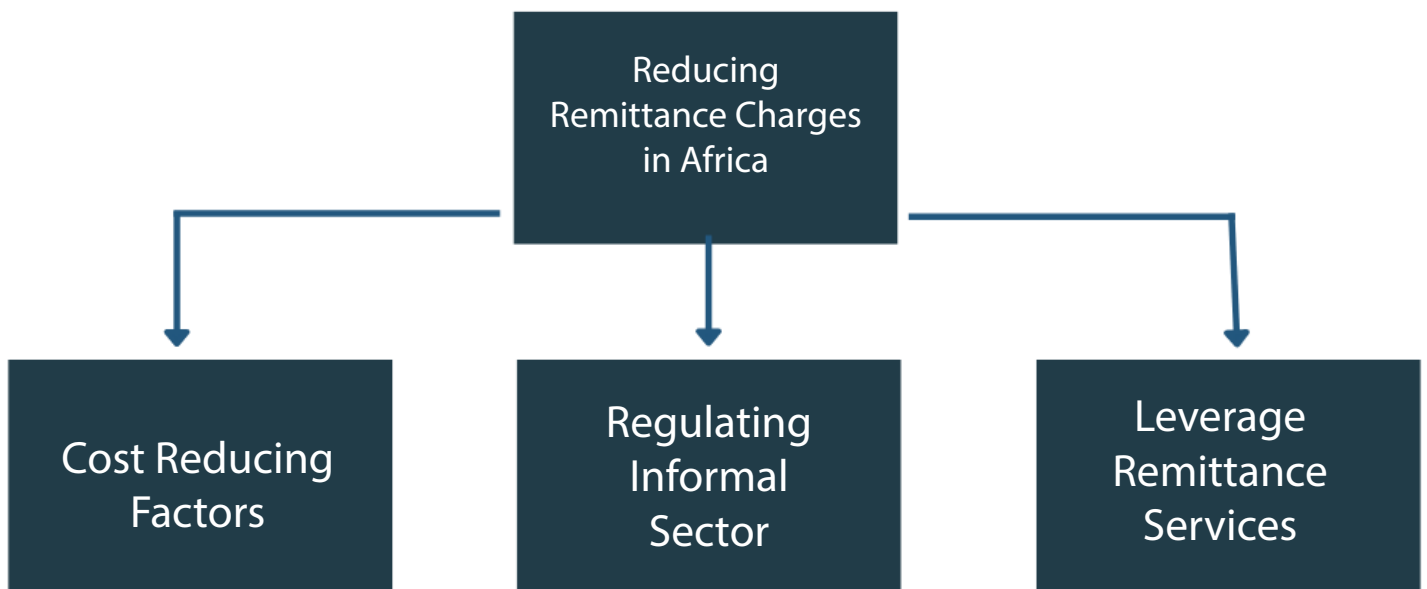 Reducing
Remittance Charges
in Africa
Cost Reducing
Factors
Regulating
Informal
Sector
Leverage
Remittance
Services